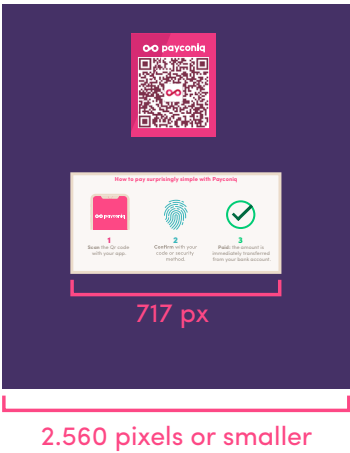 payconiq
How to pay surprisingly simple with Payconiq
payconiq
1
Scan the Qr code
with your app.
2
Confirm with your
code or security
method.
3
Paid: the amount is
immediately transferred
from your bank account.
717 px
2.560 pixels or smaller